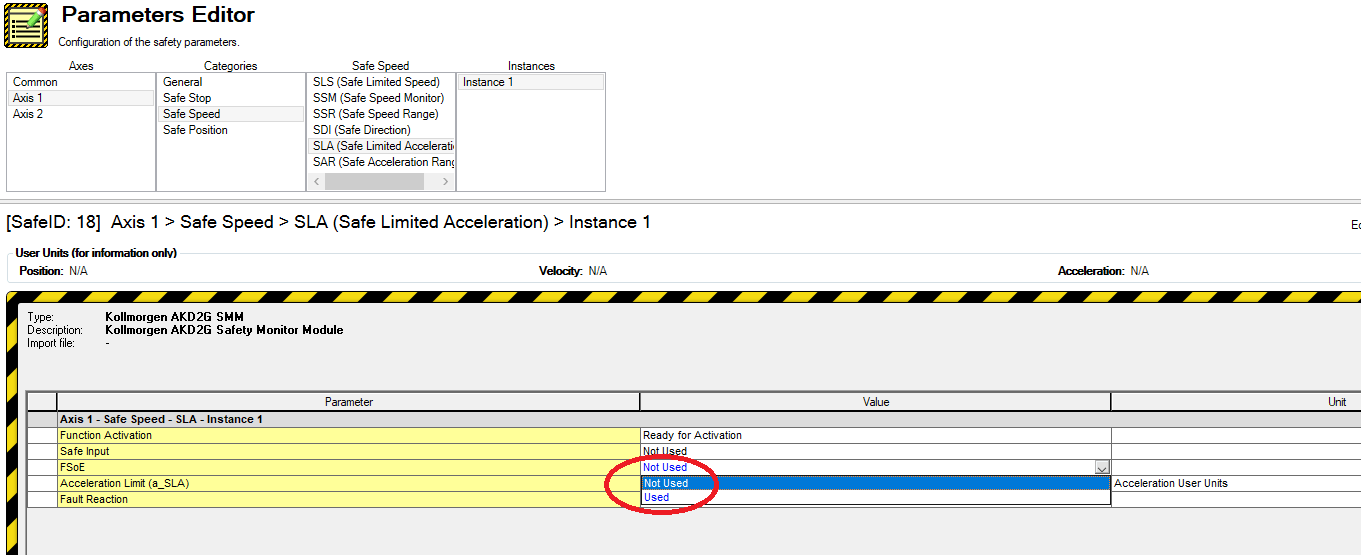 Parameters Editor
Configuration of the safety parameters.
Axes Categories Safe Speed Instances
Common General SLS (Safe Limited Speed) Instance 1
Axis 1 Safe Stop SSM (Safe Speed Monitor)
Axis 2 Safe Speed SSR (Safe Speed Range)
Safe Position SDI (Safe Direction)
SLA (Safe Limited Accelerati
SAR (Safe Acceleration Rang
[SafeID: 18] Axis 1 > Safe Speed > SLA (Safe Limited Acceleration) > Instance 1
Ec
User Units (for information only)
Position: N/A Velocity: N/A Acceleration: N/A
Type: Kollmorgen AKD2G SMM
Description: Kollmorgen AKD2G Safety Monitor Module
Import file: -
Parameter Value Unit
Axis 1 - Safe Speed - SLA - Instance 1
Function Activation Ready for Activation
Safe Input Not Used
FSoE Not Used
Acceleration Limit (a_SLA) Not Used Acceleration User Units
Fault Reaction Used